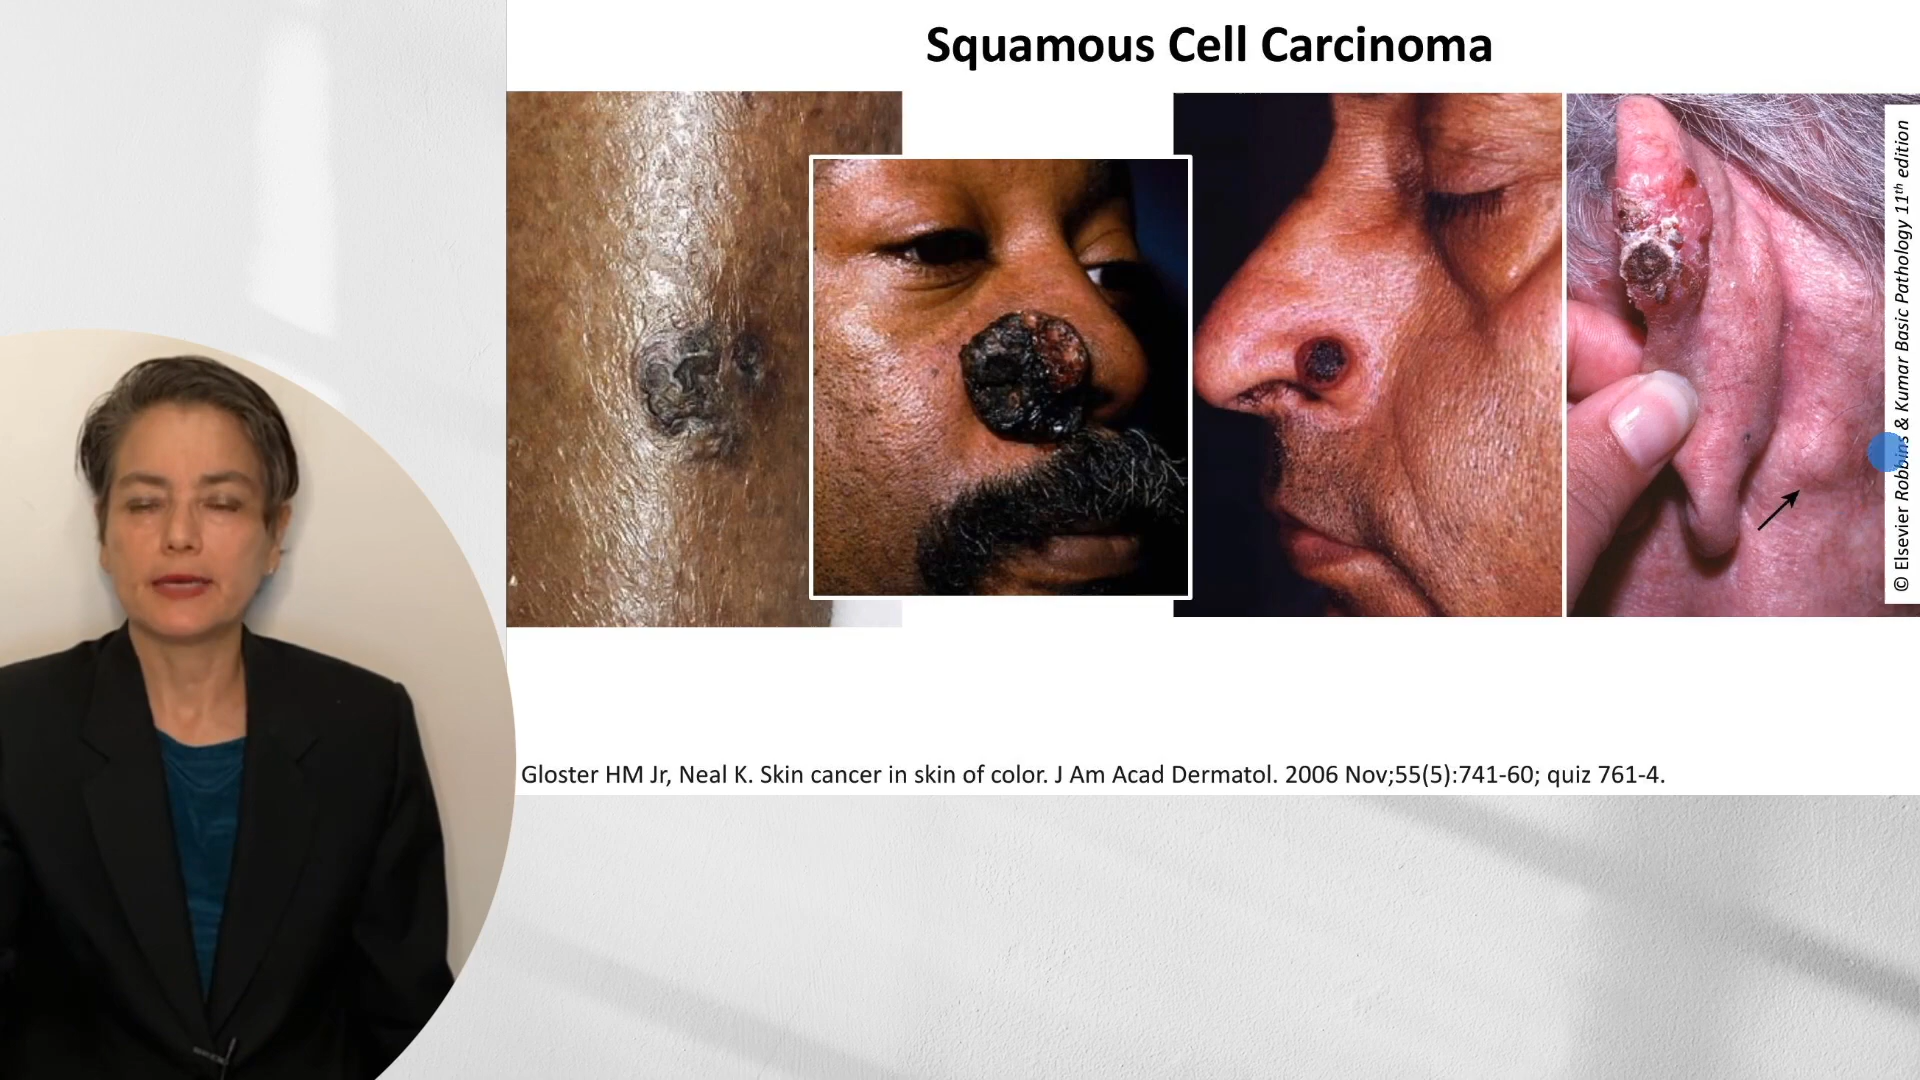 Squamous Cell Carcinoma
© Elsevier Robbins & Kumar Basic Pathology 11th edition
Gloster HM Jr, Neal K. Skin cancer in skin of color. J Am Acad Dermatol. 2006 Nov;55(5):741-60; quiz 761-4.